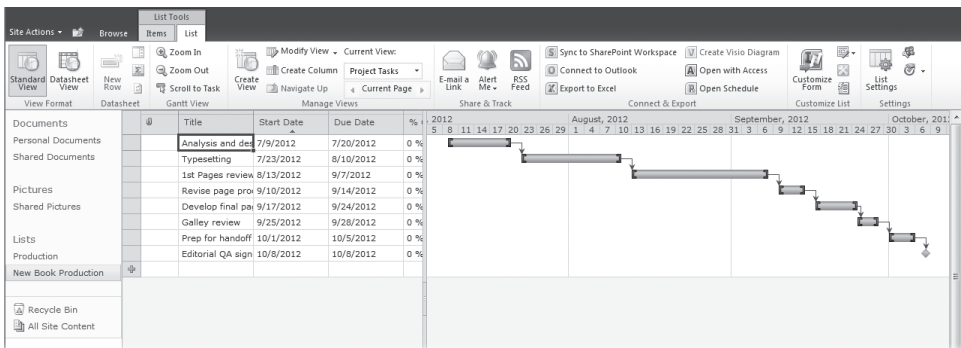 List Tools
Site Actions Browse Items List
Standard View
Datasheet View
View Format
New Row
Datasheet
Zoom In
Zoom Out
Scroll to Task
Gantt View
Create View
Modify View
Create Column
Navigate Up
Current View:
Project Tasks
Current Page
Manage Views
E-mail a Link
Alert Me
RSS Feed
Share & Track
Sync to SharePoint Workspace
Connect to Outlook
Export to Excel
Create Visio Diagram
Open with Access
Open Schedule
Connect & Export
Customize Form
Customize List
List Settings
Settings
Documents
Personal Documents
Shared Documents
Pictures
Shared Pictures
Lists
Production
New Book Production
Recycle Bin
All Site Content
Title Start Date Due Date %
Analysis and des 7/9/2012 7/20/2012 0 %
Typesetting 7/23/2012 8/10/2012 0 %
1st Pages review 8/13/2012 9/7/2012 0 %
Revise page pro 9/10/2012 9/14/2012 0 %
Develop final pa 9/17/2012 9/24/2012 0 %
Galley review 9/25/2012 9/28/2012 0 %
Prep for handoff 10/1/2012 10/5/2012 0 %
Editorial QA sign 10/8/2012 10/8/2012 0 %
2012 August, 2012 September, 2012 October, 201
5 8 11 14 17 20 23 26 29 1 4 7 10 13 16 19 22 25 28 31 3 6 9 12 15 18 21 24 27 30 3 6 9